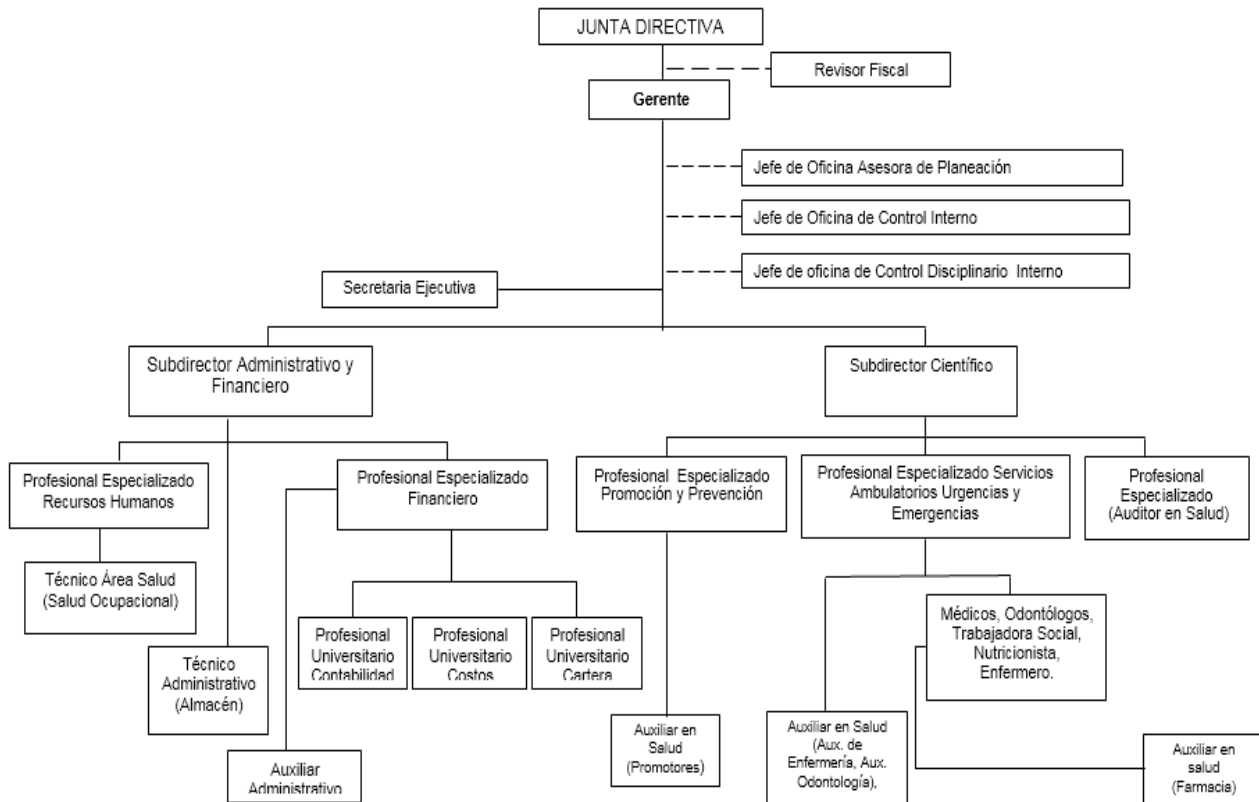 JUNTA DIRECTIVA
Revisor Fiscal
Gerente
Jefe de Oficina Asesora de Planeación
Jefe de Oficina de Control Interno
Jefe de oficina de Control Disciplinario Interno
Secretaria Ejecutiva
Subdirector Administrativo y
Financiero
Subdirector Científico
Profesional Especializado
Recursos Humanos
Profesional Especializado
Financiero
Profesional Especializado
Promoción y Prevención
Profesional Especializado Servicios
Ambulatorios Urgencias y
Emergencias
Profesional
Especializado
(Auditor en Salud)
Técnico Área Salud
(Salud Ocupacional)
Técnico
Administrativo
(Almacén)
Profesional
Universitario
Contabilidad
Profesional
Universitario
Costos
Profesional
Universitario
Cartera
Médicos, Odontólogos,
Trabajadora Social,
Nutricionista,
Enfermero.
Auxiliar
Administrativo
Auxiliar en
Salud
(Promotores)
Auxiliar en Salud
(Aux. de
Enfermería, Aux.
Odontología),
Auxiliar en
salud
(Farmacia)